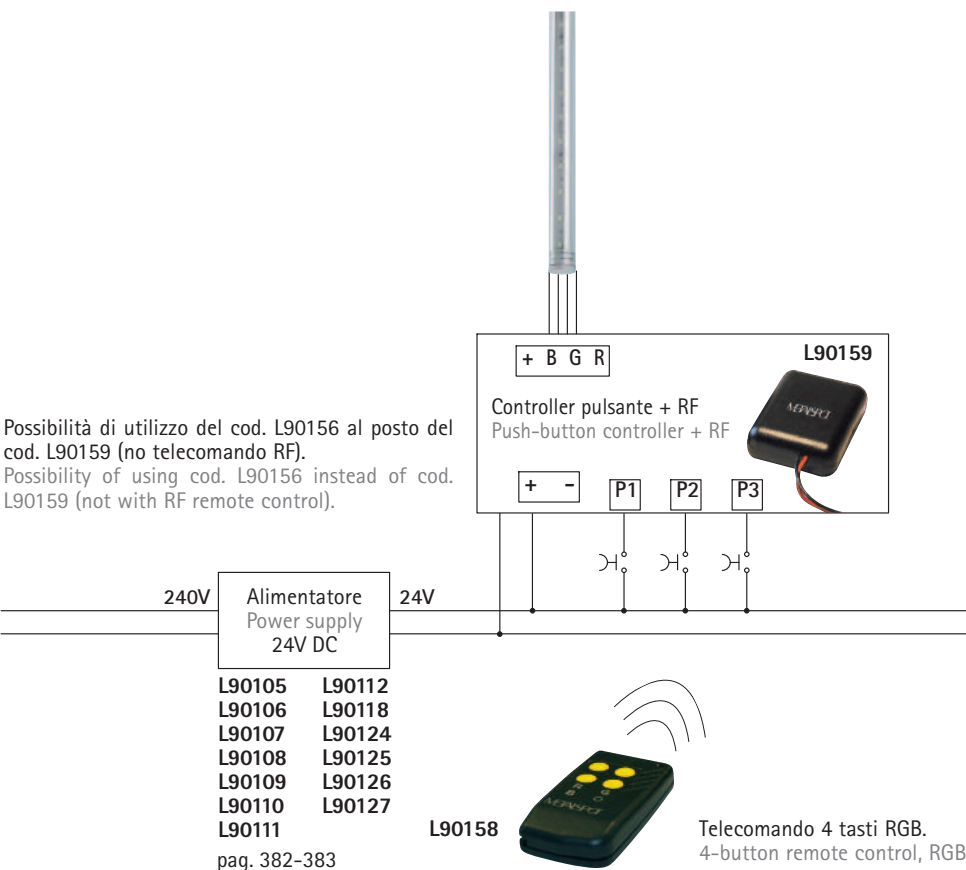 + B G R
L90159
Controller pulsante + RF
Push-button controller + RF
Possibilità di utilizzo del cod. L90156 al posto del
cod. L90159 (no telecomando RF).
Possibility of using cod. L90156 instead of cod.
L90159 (not with RF remote control).
+ - P1 P2 P3
240V
Alimentatore
Power supply
24V DC
24V
L90105 L90112
L90106 L90118
L90107 L90124
L90108 L90125
L90109 L90126
L90110 L90127
L90111
pag. 382-383
L90158
R
B G
Telecomando 4 tasti RGB.
4-button remote control, RGB